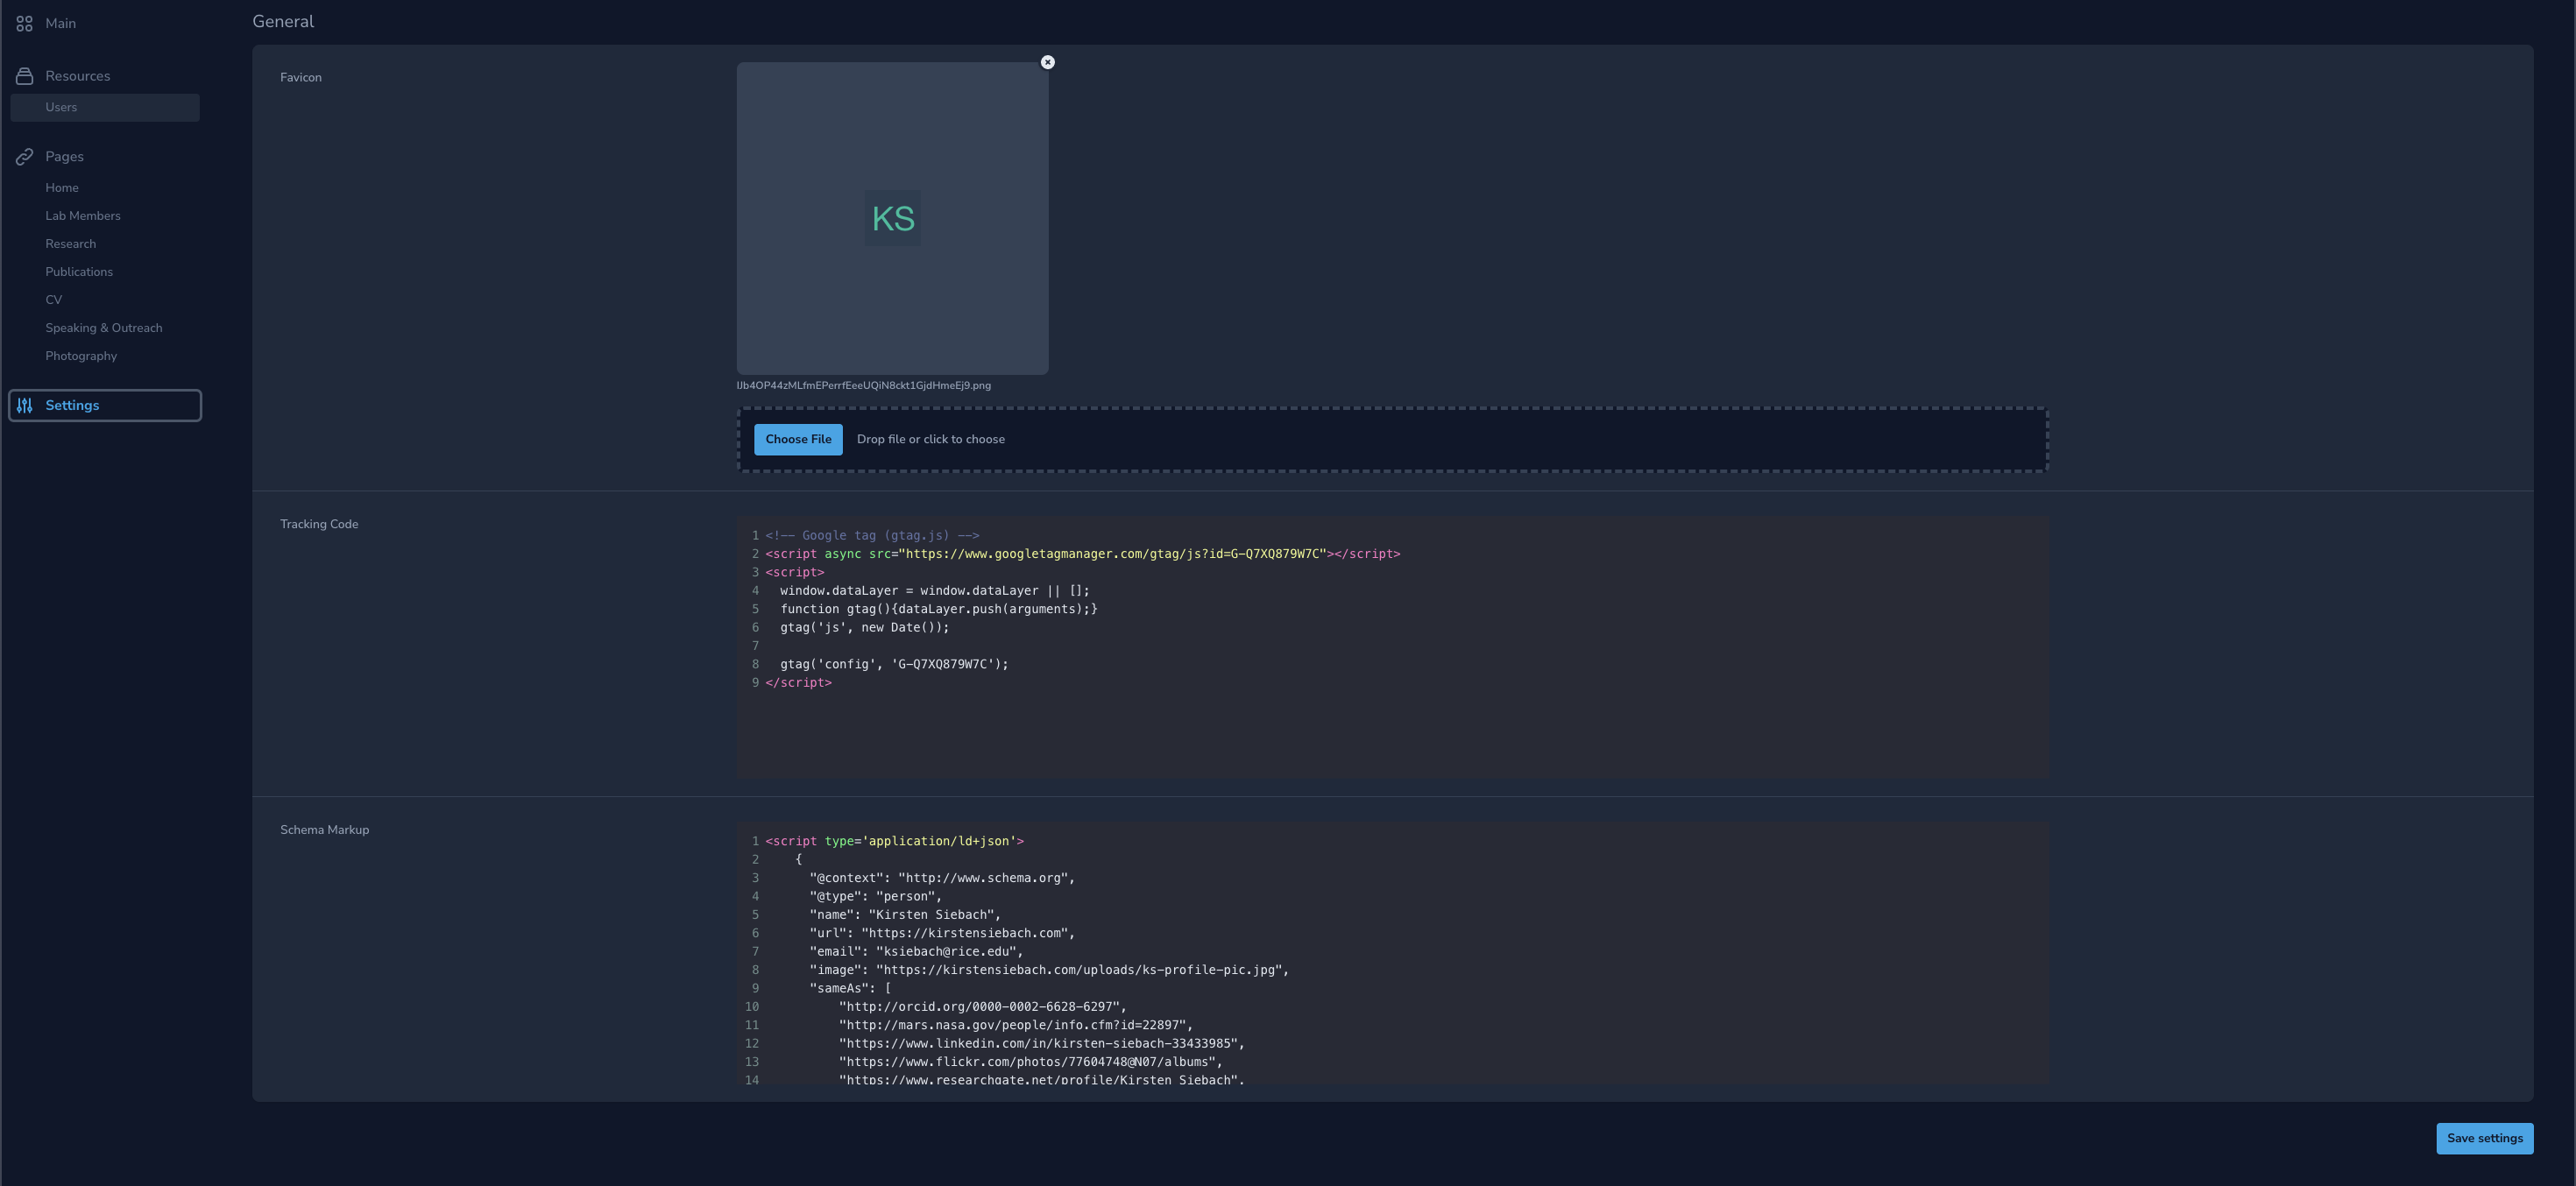 Main
Resources
Users
Pages
Home
Lab Members
Research
Publications
CV
Speaking & Outreach
Photography
Settings
General
Favicon
KS
IJb4OP44zMLfmEPerrfEeeUQiN8ckt1GjdHmeEj9.png
Choose File Drop file or click to choose
Tracking Code
1 <!-- Google tag (gtag.js) -->
2 <script async src="https://www.googletagmanager.com/gtag/js?id=G-Q7XQ879W7C"></script>
3 <script>
4 window.dataLayer = window.dataLayer || [];
5 function gtag(){dataLayer.push(arguments);}
6 gtag('js', new Date());
7
8 gtag('config', 'G-Q7XQ879W7C');
9 </script>
Schema Markup
1 <script type='application/ld+json'>
2 {
3 "@context": "http://www.schema.org",
4 "@type": "person",
5 "name": "Kirsten Siebach",
6 "url": "https://kirstensiebach.com",
7 "email": "ksiebach@rice.edu",
8 "image": "https://kirstensiebach.com/uploads/ks-profile-pic.jpg",
9 "sameAs": [
10 "http://orcid.org/0000-0002-6628-6297",
11 "http://mars.nasa.gov/people/info.cfm?id=22897",
12 "https://www.linkedin.com/in/kirsten-siebach-33433985",
13 "https://www.flickr.com/photos/77604748@N07/albums",
14 "https://www.researchgate.net/profile/Kirsten_Siebach",
Save settings